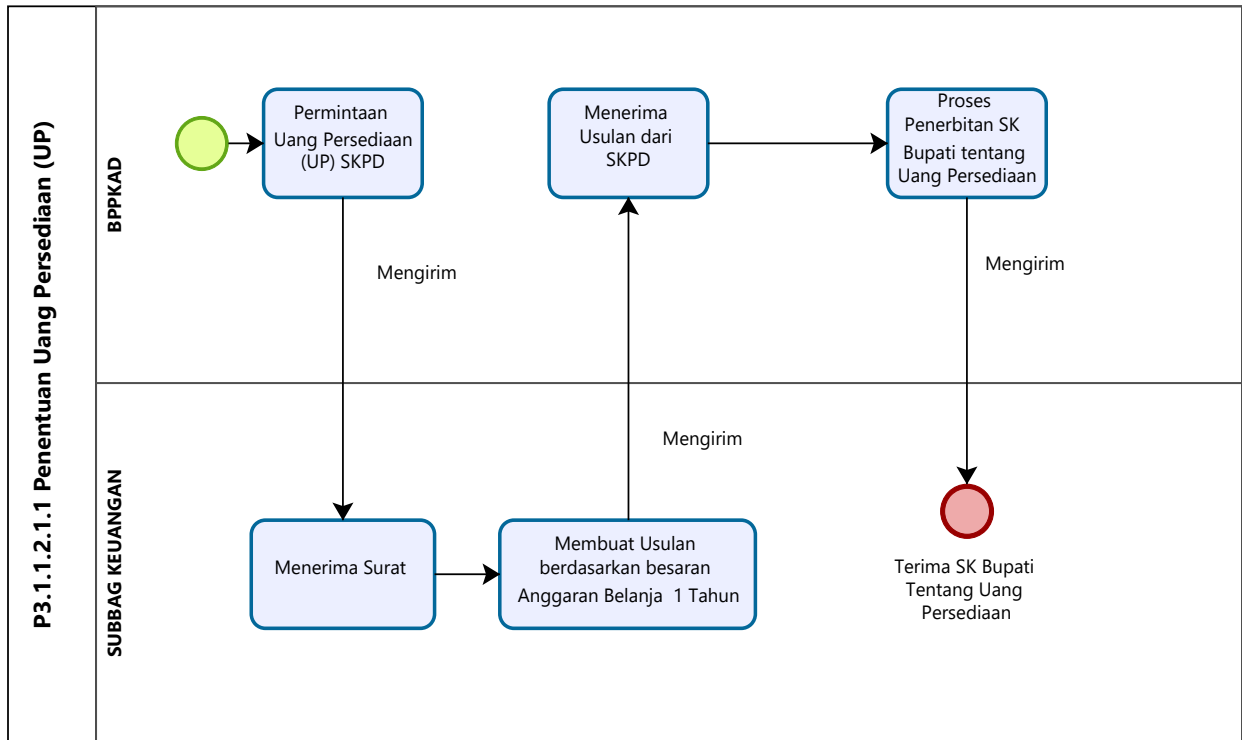 P3.1.1.2.1.1 Penentuan Uang Persediaan (UP)
BPPKAD
Permintaan
Uang Persediaan
(UP) SKPD
Menerima
Usulan dari
SKPD
Proses
Penerbitan SK
Bupati tentang
Uang Persediaan
Mengirim
Mengirim
SUBBAG KEUANGAN
Mengirim
Menerima Surat
Membuat Usulan
berdasarkan besaran
Anggaran Belanja 1 Tahun
Terima SK Bupati
Tentang Uang
Persediaan